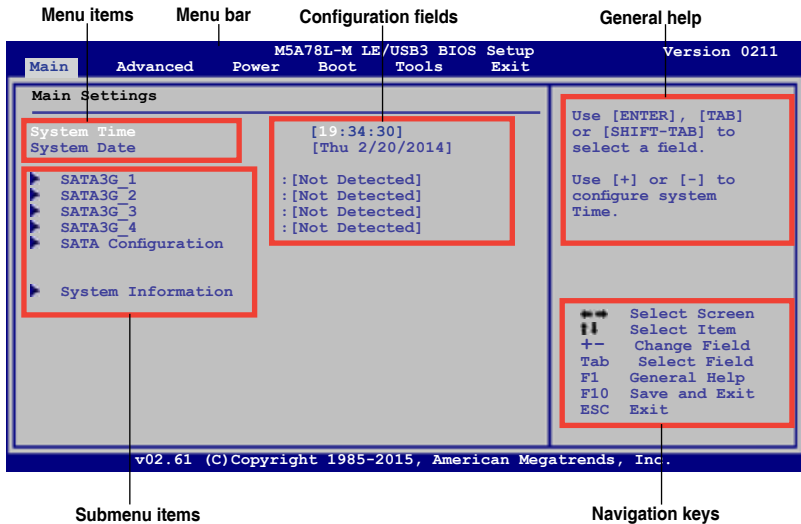 Menu items Menu bar Configuration fields General help
M5A78L-M LE/USB3 BIOS Setup Version 0211
Main Advanced Power Boot Tools Exit
Main Settings
System Time [19:34:30]
System Date [Thu 2/20/2014]
SATA3G_1 :[Not Detected]
SATA3G_2 :[Not Detected]
SATA3G_3 :[Not Detected]
SATA3G_4 :[Not Detected]
SATA Configuration
System Information
Use [ENTER], [TAB]
or [SHIFT-TAB] to
select a field.
Use [+] or [-] to
configure system
Time.
Select Screen
Select Item
+- Change Field
Tab Select Field
F1 General Help
F10 Save and Exit
ESC Exit
v02.61 (C)Copyright 1985-2015, American Megatrends, Inc.
Submenu items Navigation keys